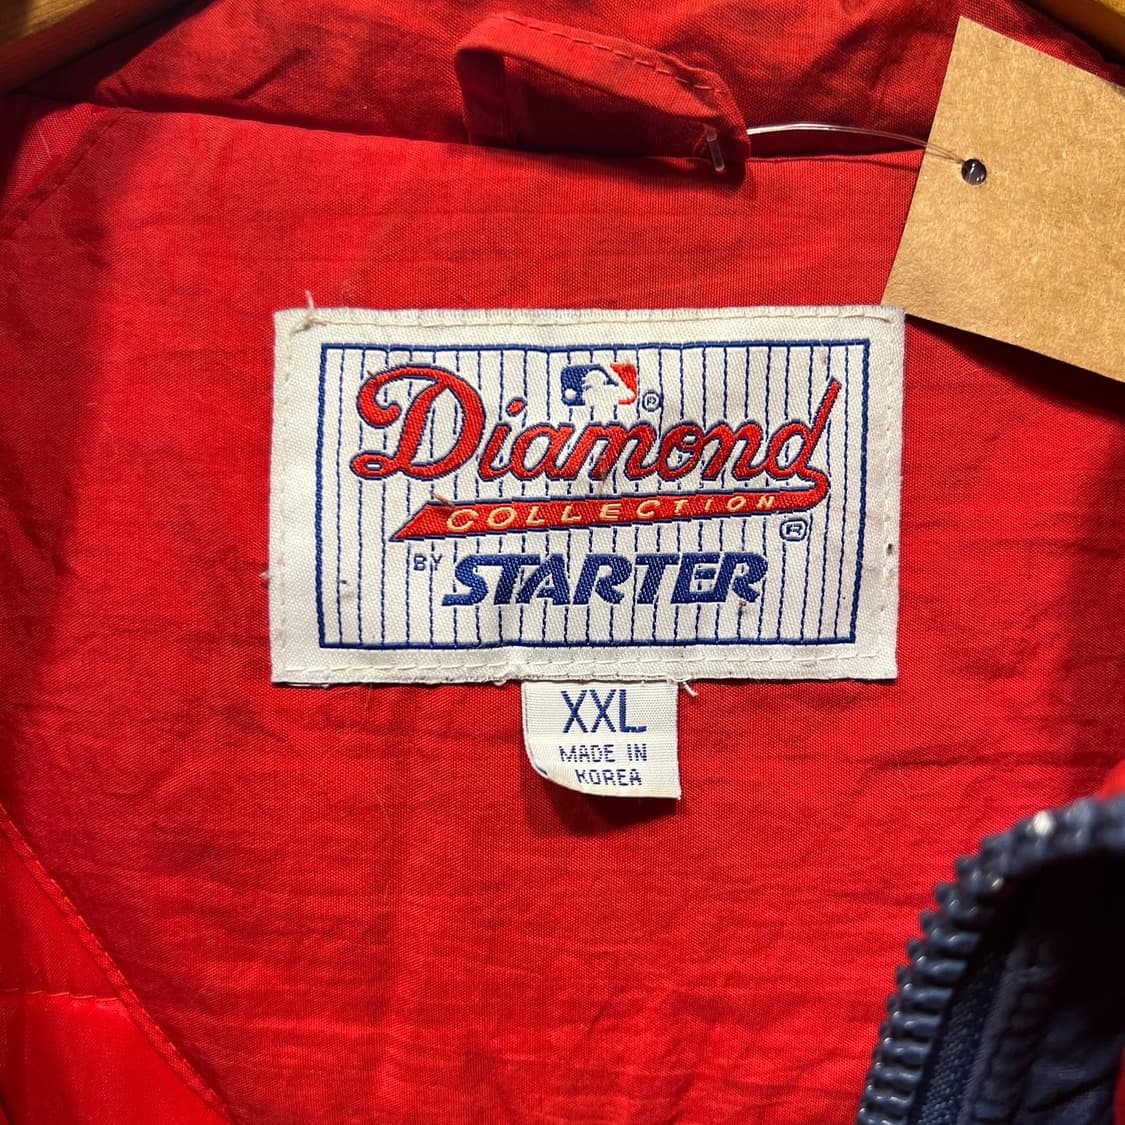 Diamond ®
COLLECTION ®
BY STARTER
XXL
MADE IN
KOREA